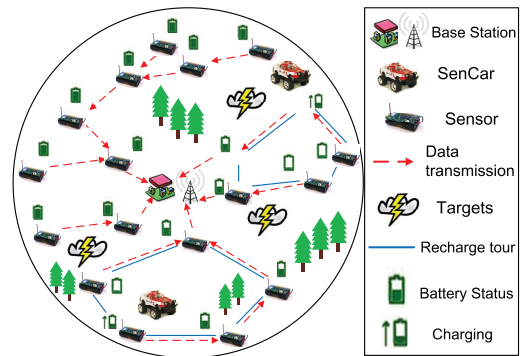 Base Station
SenCar
Sensor
Data
transmission
Targets
Recharge tour
Battery Status
Charging